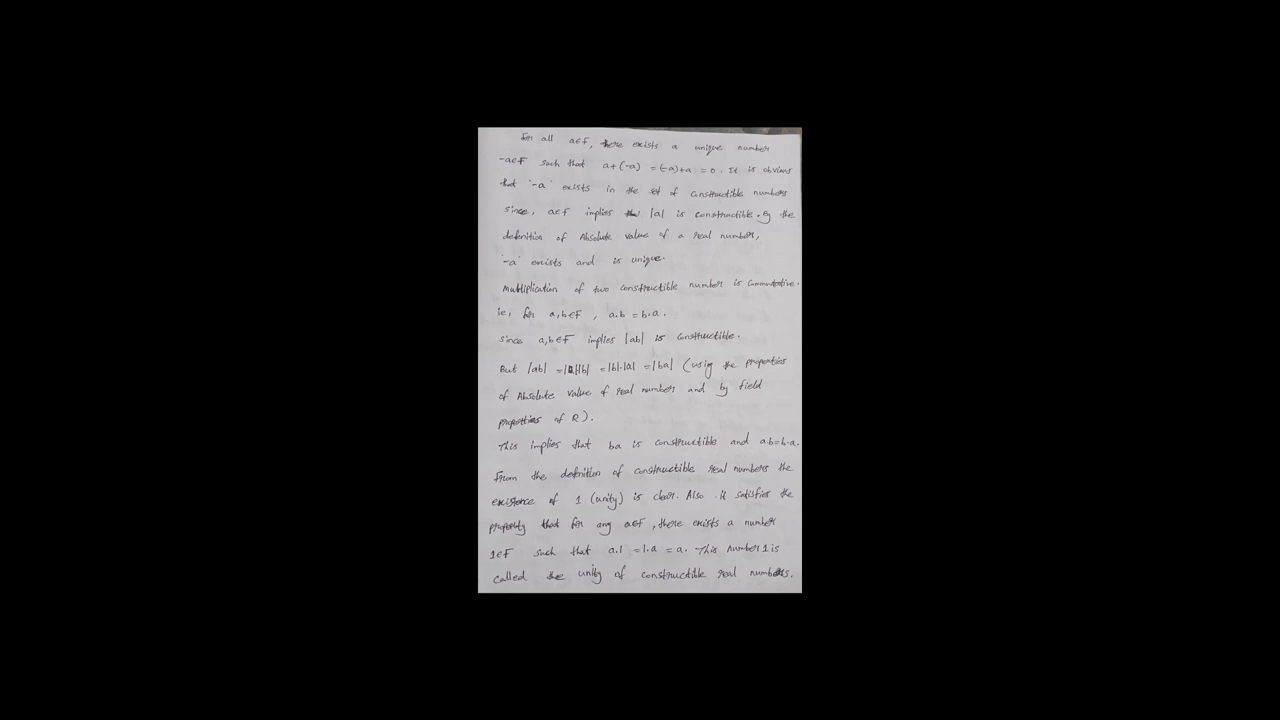 For all a∈F, there exists a unique number
-a∈F such that a+(-a) = (-a)+a = 0. It is obvious
that '-a' exists in the set of constructible numbers
since, a∈F implies |a| is constructible. By the
definition of Absolute value of a real number,
'-a' exists and is unique.
Multiplication of two constructible number is commutative.
ie, for a,b∈F, a.b = b.a.
since a,b∈F implies |ab| is constructible.
But |ab| = |a||b| = |b|.|a| = |ba| (using the properties
of Absolute value of real number and by field
properties of R).
This implies that ba is constructible and a.b=b.a.
From the definition of constructible real numbers the
existence of 1 (unity) is clear. Also it satisfies the
property that for any a∈F, there exists a number
1∈F such that a.1 = 1.a = a. This number 1 is
called the unity of constructible real numbers.